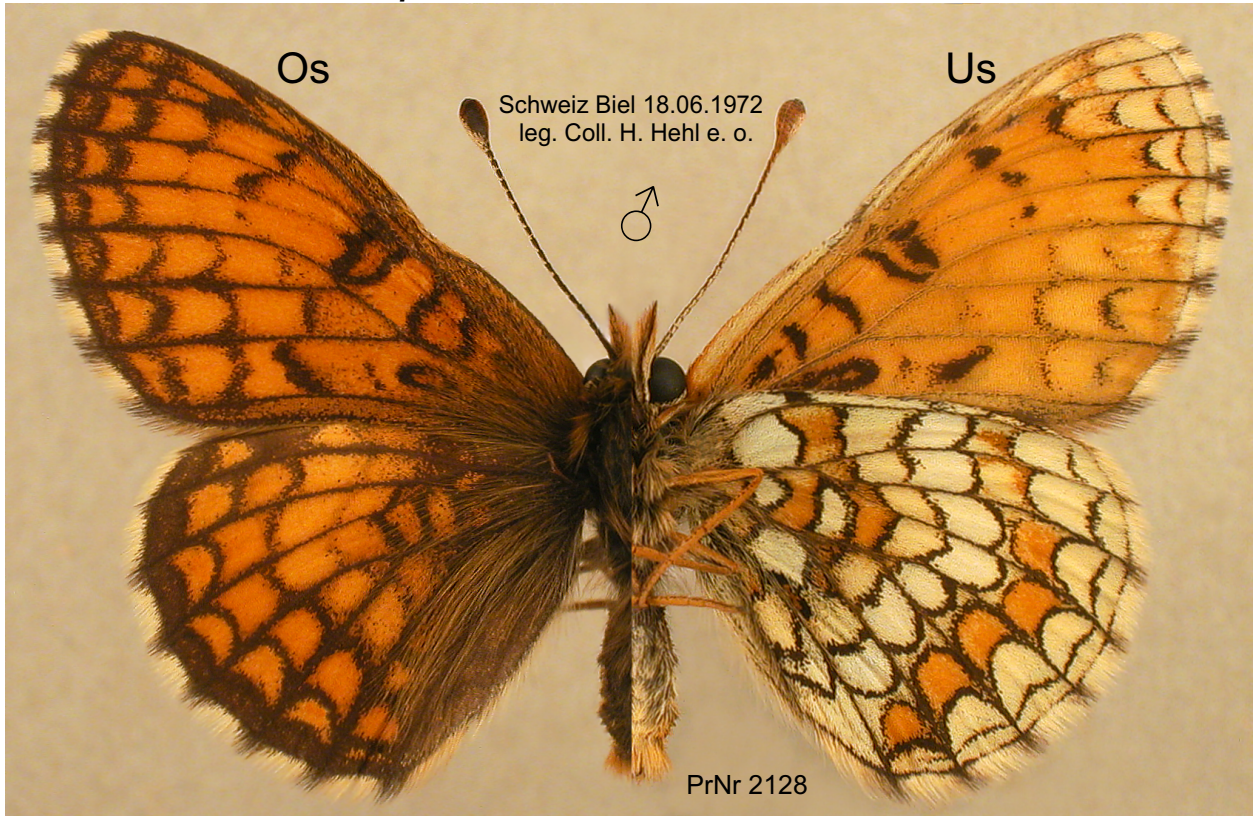 Os
Us
Schweiz Biel 18.06.1972
leg. Coll. H. Hehl e. o.
♂
PrNr 2128